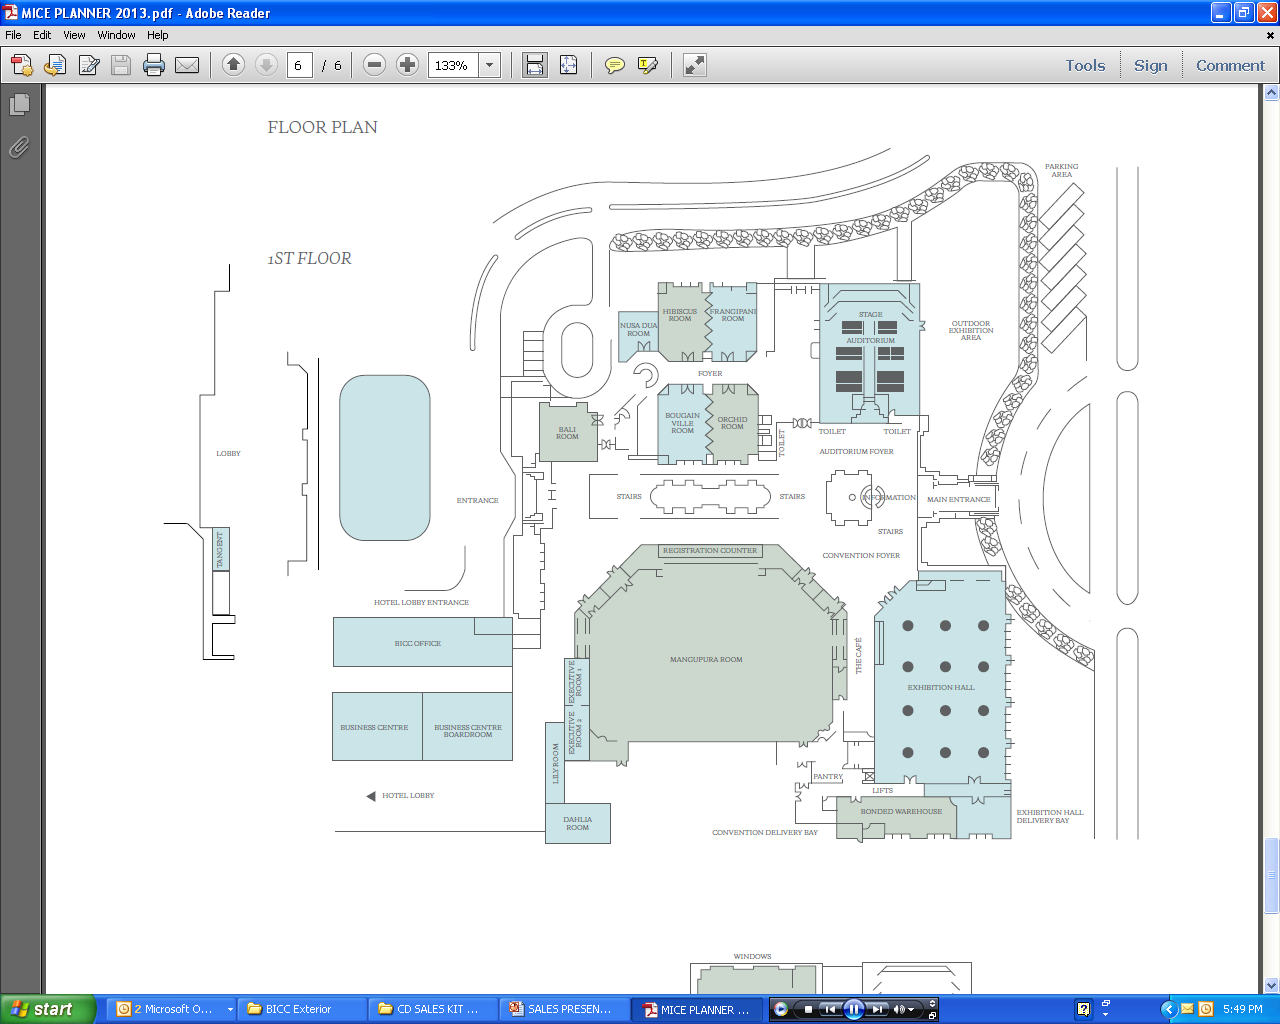 MICE PLANNER 2013.pdf - Adobe Reader
File Edit View Window Help
6 / 6 133% Tools Sign Comment
FLOOR PLAN
1ST FLOOR
PARKING
AREA
HIBISCUS
ROOM
FRANGIPANI
ROOM
NUSA DUA
ROOM
STAGE
AUDITORIUM
OUTDOOR
EXHIBITION
AREA
FOYER
BOUGAIN
VILLE
ROOM
ORCHID
ROOM
BALI
ROOM
TOILET
TOILET
TOILET
AUDITORIUM FOYER
LOBBY
ENTRANCE
STAIRS
STAIRS
INFORMATION
MAIN ENTRANCE
STAIRS
TANGENT
REGISTRATION COUNTER
CONVENTION FOYER
HOTEL LOBBY ENTRANCE
BICC OFFICE
MANGUPURA ROOM
THE CAFÉ
EXECUTIVE
ROOM 1
EXHIBITION HALL
BUSINESS CENTRE
BUSINESS CENTRE
BOARDROOM
EXECUTIVE
ROOM 2
LILY ROOM
PANTRY
LIFTS
HOTEL LOBBY
BONDED WAREHOUSE
EXHIBITION HALL
DELIVERY BAY
DAHLIA
ROOM
CONVENTION DELIVERY BAY
WINDOWS
start
2 Microsoft O...
BICC Exterior
CD SALES KIT ...
SALES PRESEN...
MICE PLANNER ...
5:49 PM